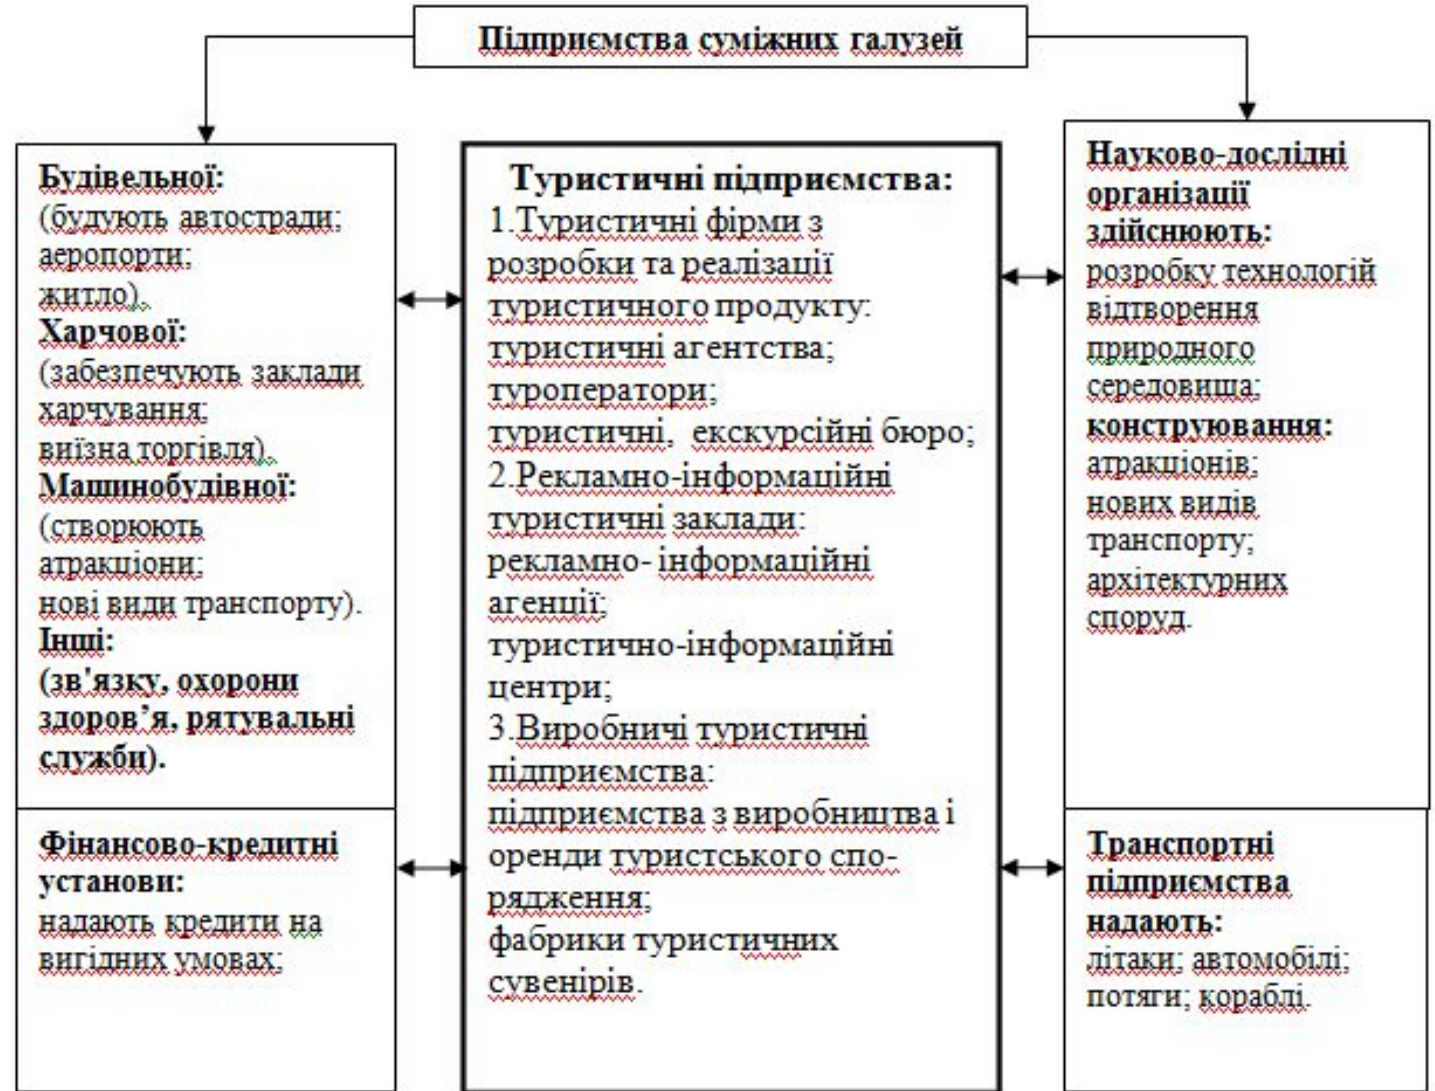 Підприємства суміжних галузей
Будівельної:
(будують автостради;
аеропорти;
житло).
Харчової:
(забезпечують заклади
харчування;
виїзна торгівля).
Машинобудівної:
(створюють
атракціони;
нові види транспорту).
Інші:
(зв'язку, охорони
здоров’я, рятувальні
служби).
Фінансово-кредитні
установи:
надають кредити на
вигідних умовах;
Туристичні підприємства:
1.Туристичні фірми з
розробки та реалізації
туристичного продукту:
туристичні агентства;
туроператори;
туристичні, екскурсійні бюро;
2.Рекламно-інформаційні
туристичні заклади:
рекламно- інформаційні
агенції;
туристично-інформаційні
центри;
3.Виробничі туристичні
підприємства:
підприємства з виробництва і
оренди туристського спо-
рядження;
фабрики туристичних
сувенірів.
Науково-дослідні
організації
здійснюють:
розробку технологій
відтворення
природного
середовища;
конструювання:
атракціонів;
нових видів
транспорту;
архітектурних
споруд.
Транспортні
підприємства
надають:
літаки; автомобілі;
потяги; кораблі.